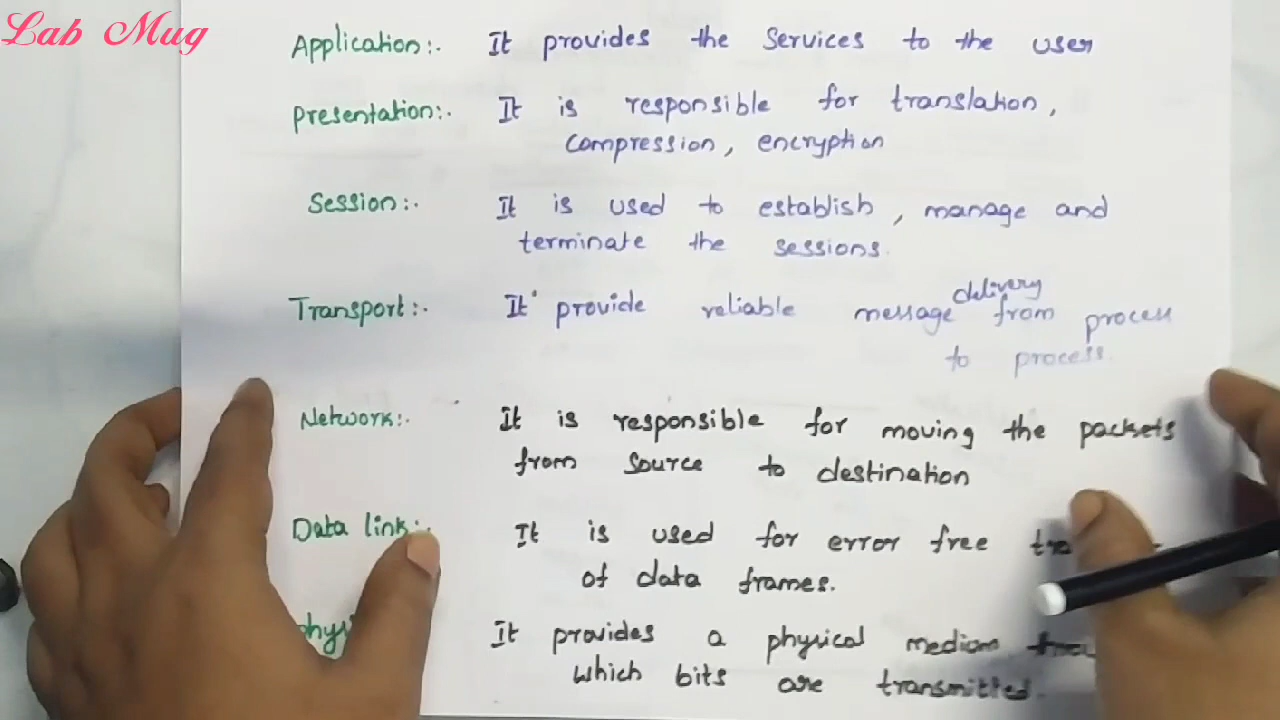 Lab Mug
Application:. It provides the services to the user
Presentation:. It is responsible for translation,
compression, encryption
Session:. It is used to establish, manage and
terminate the sessions.
Transport:. It provide reliable message delivery from process
to process.
Network:. It is responsible for moving the packets
from source to destination
Data link:. It is used for error free
of data frames.
It provides a physical mediom
which bits are transmitted.